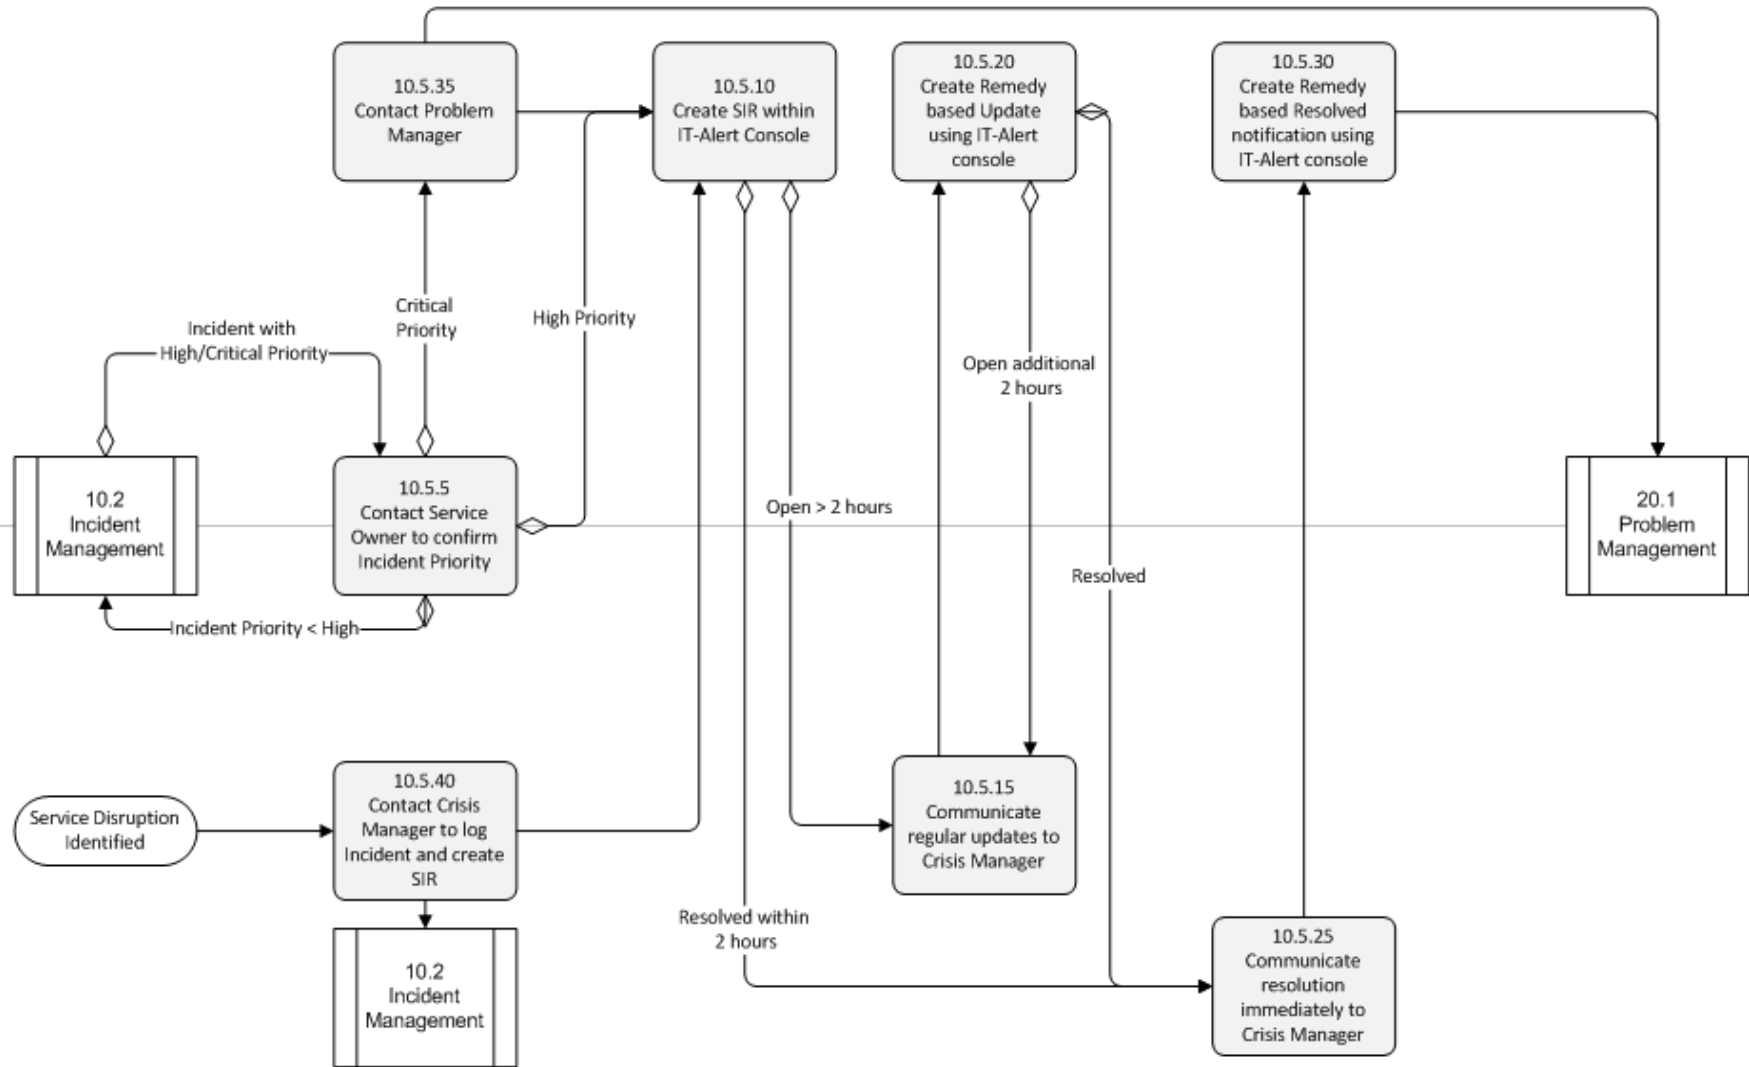 10.5.35
Contact Problem
Manager
10.5.10
Create SIR within
IT-Alert Console
10.5.20
Create Remedy
based Update
using IT-Alert
console
10.5.30
Create Remedy
based Resolved
notification using
IT-Alert console
Critical
Priority
High Priority
Incident with
High/Critical Priority
Open additional
2 hours
10.2
Incident
Management
10.5.5
Contact Service
Owner to confirm
Incident Priority
Open > 2 hours
Resolved
20.1
Problem
Management
Incident Priority < High
Service Disruption
Identified
10.5.40
Contact Crisis
Manager to log
Incident and create
SIR
10.5.15
Communicate
regular updates to
Crisis Manager
Resolved within
2 hours
10.2
Incident
Management
10.5.25
Communicate
resolution
immediately to
Crisis Manager